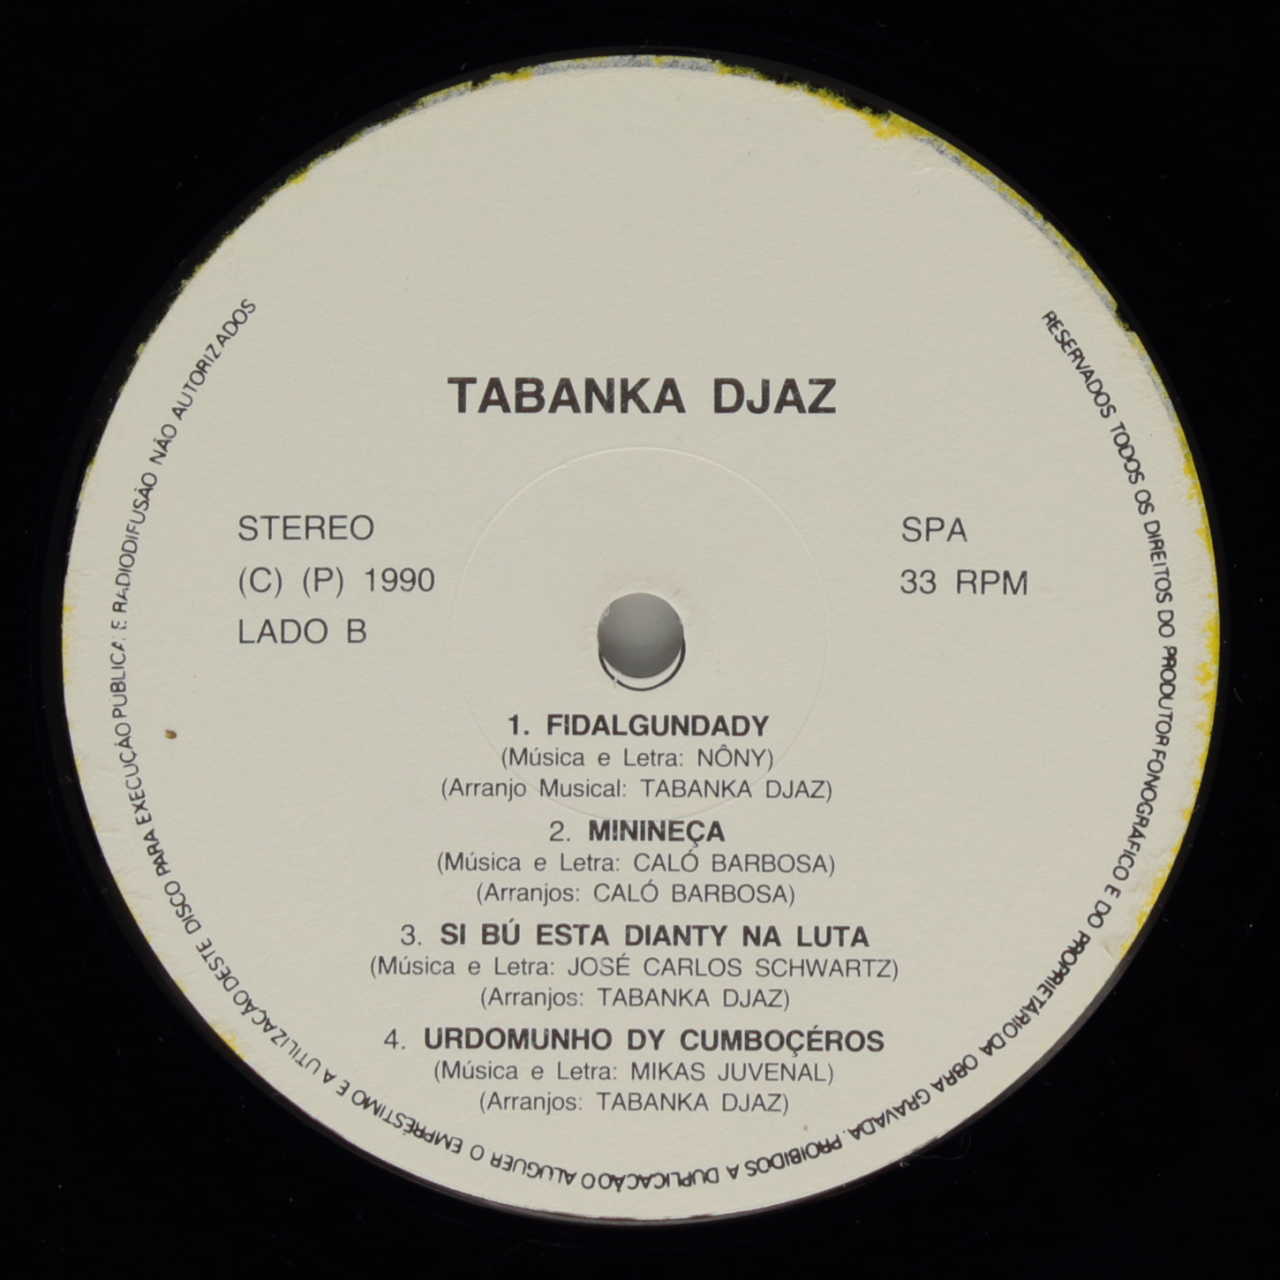 TABANKA DJAZ
STEREO
(C) (P) 1990
LADO B
SPA
33 RPM
1. FIDALGUNDADY
(Música e Letra: NÔNY)
(Arranjo Musical: TABANKA DJAZ)
2. MININEÇA
(Música e Letra: CALÓ BARBOSA)
(Arranjos: CALÓ BARBOSA)
3. SI BÚ ESTA DIANTY NA LUTA
(Música e Letra: JOSÉ CARLOS SCHWARTZ)
(Arranjos: TABANKA DJAZ)
4. URDOMUNHO DY CUMBOÇÉROS
(Música e Letra: MIKAS JUVENAL)
(Arranjos: TABANKA DJAZ)
RESERVADOS TODOS OS DIREITOS DO PRODUTOR FONOGRAFICO E DO PROPRIETÁRIO DA OBRA GRAVADA. PROIBIDOS A DUPLICAÇÃO O ALUGUER O EMPRÉSTIMO E A UTILIZAÇÃO DESTE DISCO PARA EXECUÇÃO PUBLICA, E RADIODIFUSÃO NÃO AUTORIZADOS